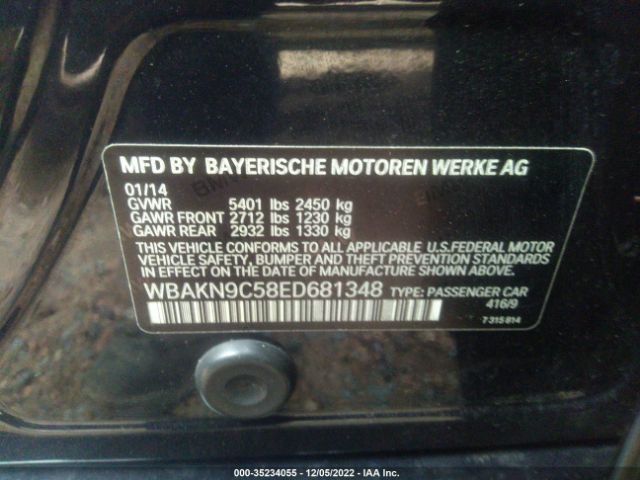 MFD BY BAYERISCHE MOTOREN WERKE AG
01/14
GVWR 5401 lbs 2450 kg
GAWR FRONT 2712 lbs 1230 kg
GAWR REAR 2932 lbs 1330 kg
THIS VEHICLE CONFORMS TO ALL APPLICABLE U.S.FEDERAL MOTOR
VEHICLE SAFETY, BUMPER, AND THEFT PREVENTION STANDARDS
IN EFFECT ON THE DATE OF MANUFACTURE SHOWN ABOVE.
WBAKN9C58ED681348 TYPE: PASSENGER CAR
416/9
7 315 814
000-35234055 - 12/05/2022 - IAA Inc.